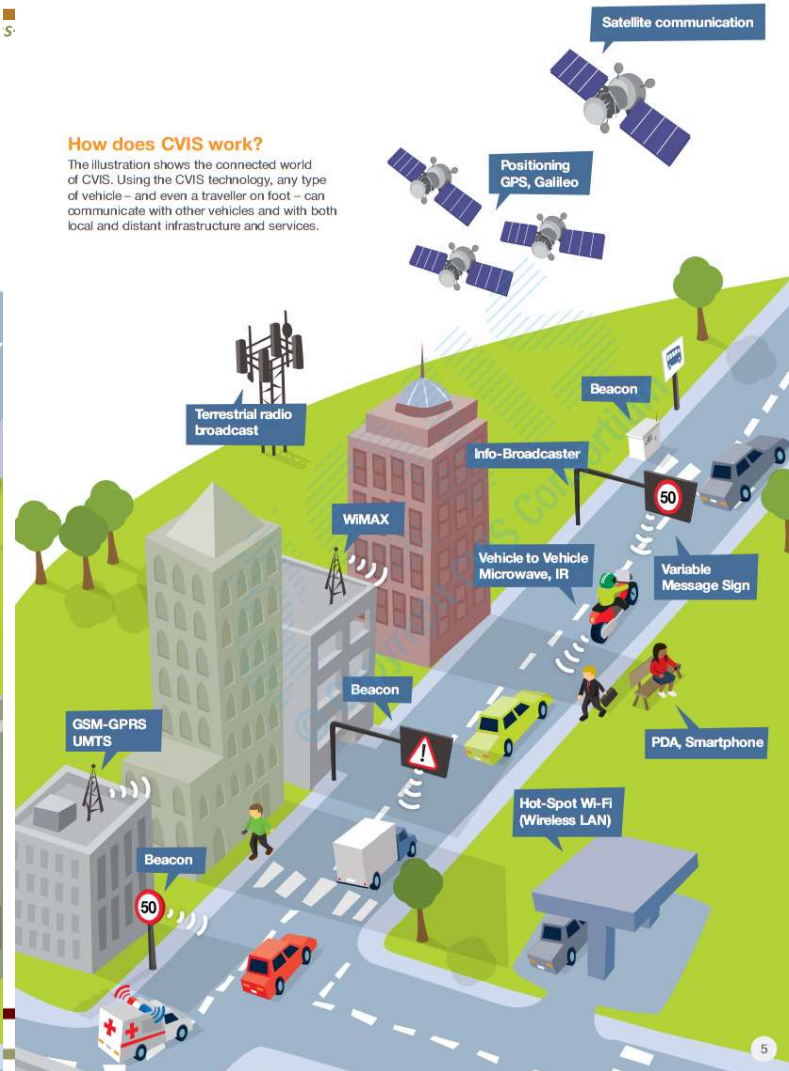 Satellite communication
How does CVIS work?
The illustration shows the connected world
of CVIS. Using the CVIS technology, any type
of vehicle – and even a traveller on foot – can
communicate with other vehicles and with both
local and distant infrastructure and services.
Positioning
GPS, Galileo
Beacon
Terrestrial radio
broadcast
Info-Broadcaster
50
WiMAX
Vehicle to Vehicle
Microwave, IR
Variable
Message Sign
Beacon
GSM-GPRS
UMTS
!
PDA, Smartphone
Hot-Spot Wi-Fi
(Wireless LAN)
Beacon
50
5